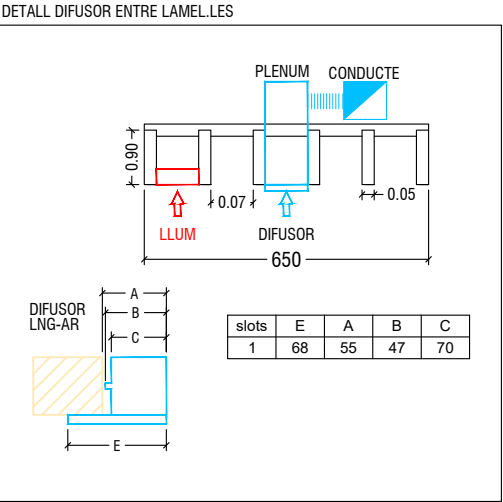 DETALL DIFUSOR ENTRE LAMEL.LES
PLENUM
CONDUCTE
0.90
0.07
0.05
LLUM
DIFUSOR
650
DIFUSOR
LNG-AR
A
B
C
E
slots E A B C
1 68 55 47 70